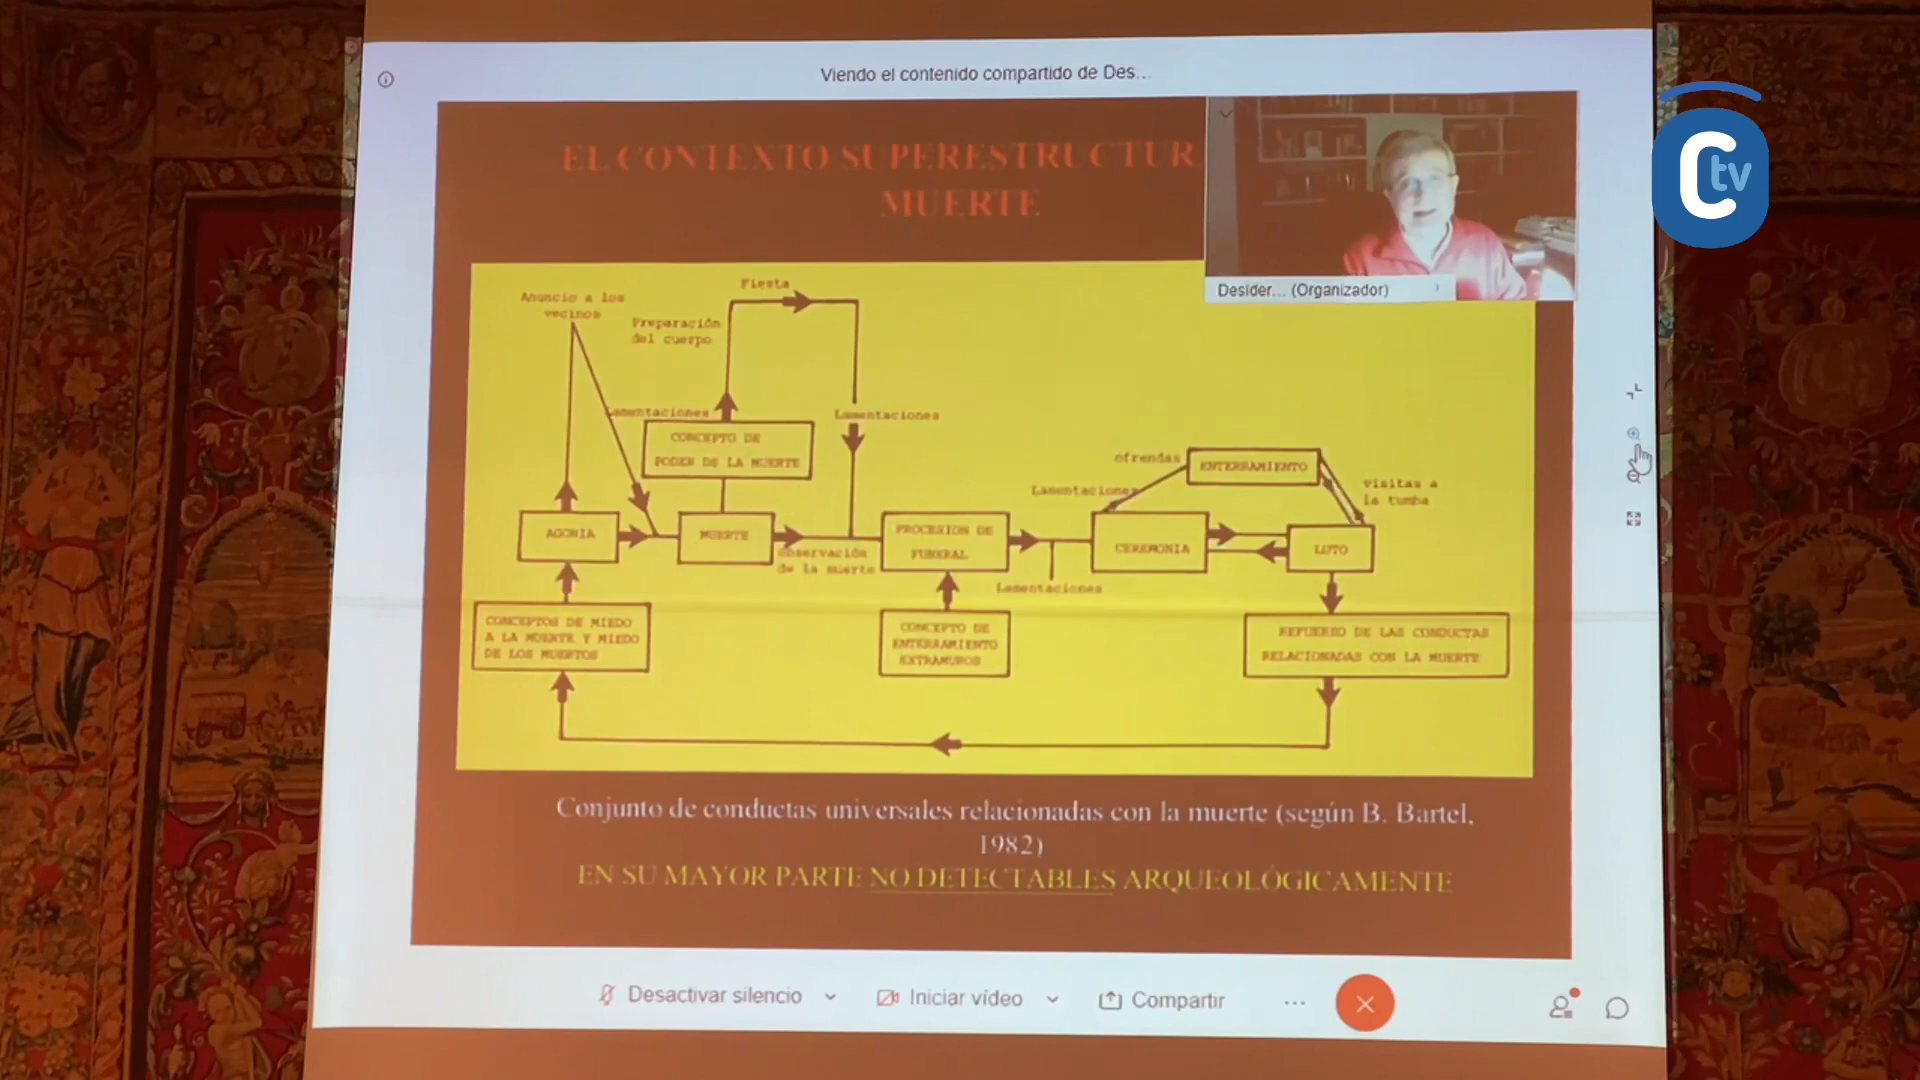 Viendo el contenido compartido de Des...
C tv
EL CONTEXTO SUPERESTRUCTUR
MUERTE
Desider... (Organizador)
Anuncio a los
vecinos
Fiesta
Preparación
del cuerpo
Lamentaciones
Lamentaciones
CONCEPTO DE
PODER DE LA MUERTE
ofrendas
ENTERRAMIENTO
Lamentaciones
visitas a
la tumba
AGONIA
MUERTE
observación
de la muerte
PROCESION DE
FUNERAL
CEREMONIA
LUTO
Lamentaciones
CONCEPTOS DE MIEDO
A LA MUERTE Y MIEDO
DE LOS MUERTOS
CONCEPTO DE
ENTERRAMIENTO
EXTRAMUROS
REFUERSO DE LAS CONDUCTAS
RELACIONADAS CON LA MUERTE
Conjunto de conductas universales relacionadas con la muerte (según B. Bartel,
1982)
EN SU MAYOR PARTE NO DETECTABLES ARQUEOLÓGICAMENTE
Desactivar silencio
Iniciar vídeo
Compartir